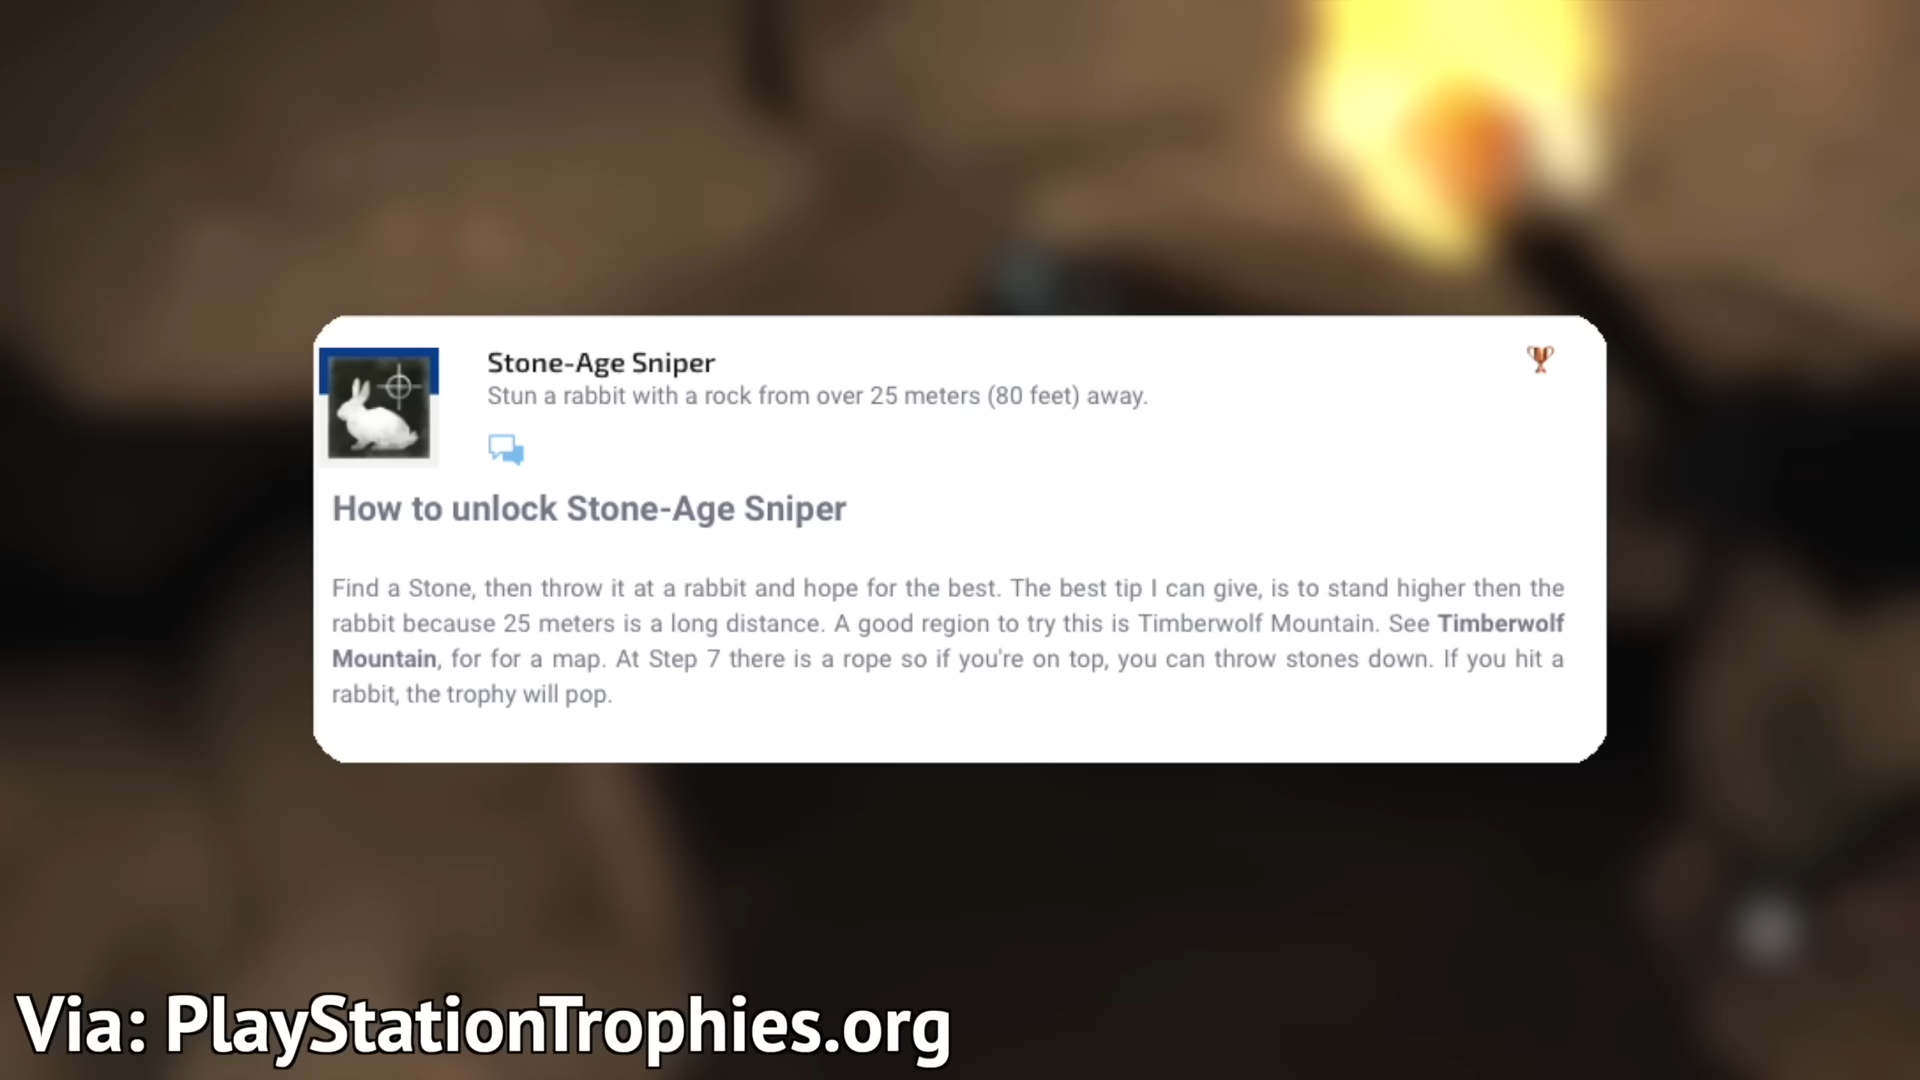 Stone-Age Sniper
Stun a rabbit with a rock from over 25 meters (80 feet) away.
How to unlock Stone-Age Sniper
Find a Stone, then throw it at a rabbit and hope for the best. The best tip I can give, is to stand higher then the
rabbit because 25 meters is a long distance. A good region to try this is Timberwolf Mountain. See Timberwolf
Mountain, for for a map. At Step 7 there is a rope so if you're on top, you can throw stones down. If you hit a
rabbit, the trophy will pop.
Via: PlayStationTrophies.org